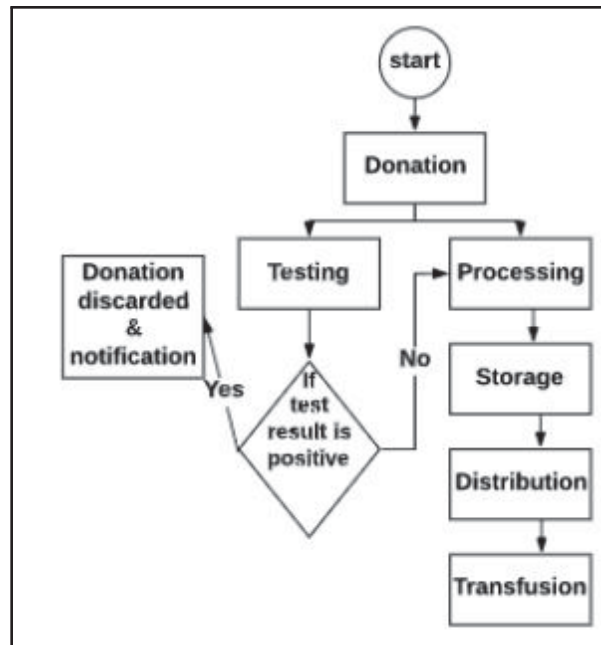 start
Donation
Testing
Processing
Donation
discarded
&
notification
Yes
If
test
result is
positive
No
Storage
Distribution
Transfusion